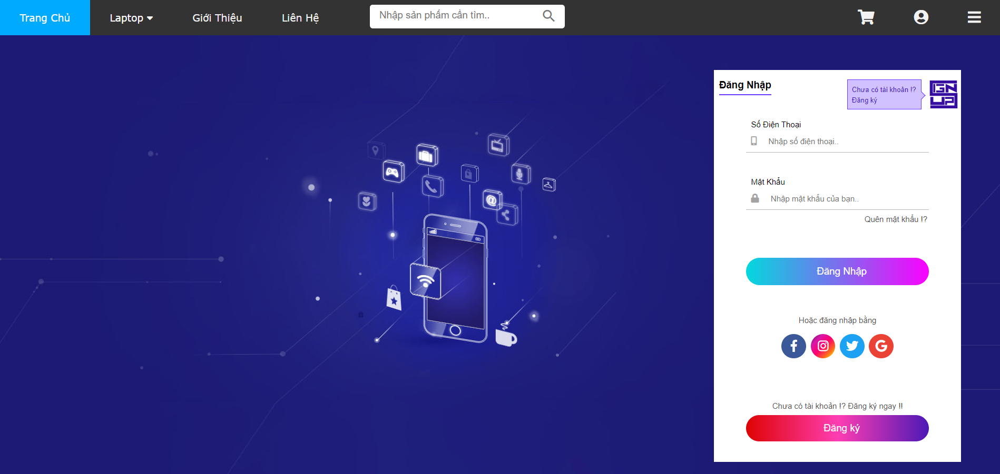 Trang Chủ
Laptop
Giới Thiệu
Liên Hệ
Nhập sản phẩm cần tìm..
Đăng Nhập
Chưa có tài khoản !?
Đăng ký
IGN
UP
Số Điện Thoại
Nhập số điện thoại..
Mật Khẩu
Nhập mật khẩu của bạn..
Quên mật khẩu !?
Đăng Nhập
Hoặc đăng nhập bằng
Chưa có tài khoản !? Đăng ký ngay !!
Đăng ký